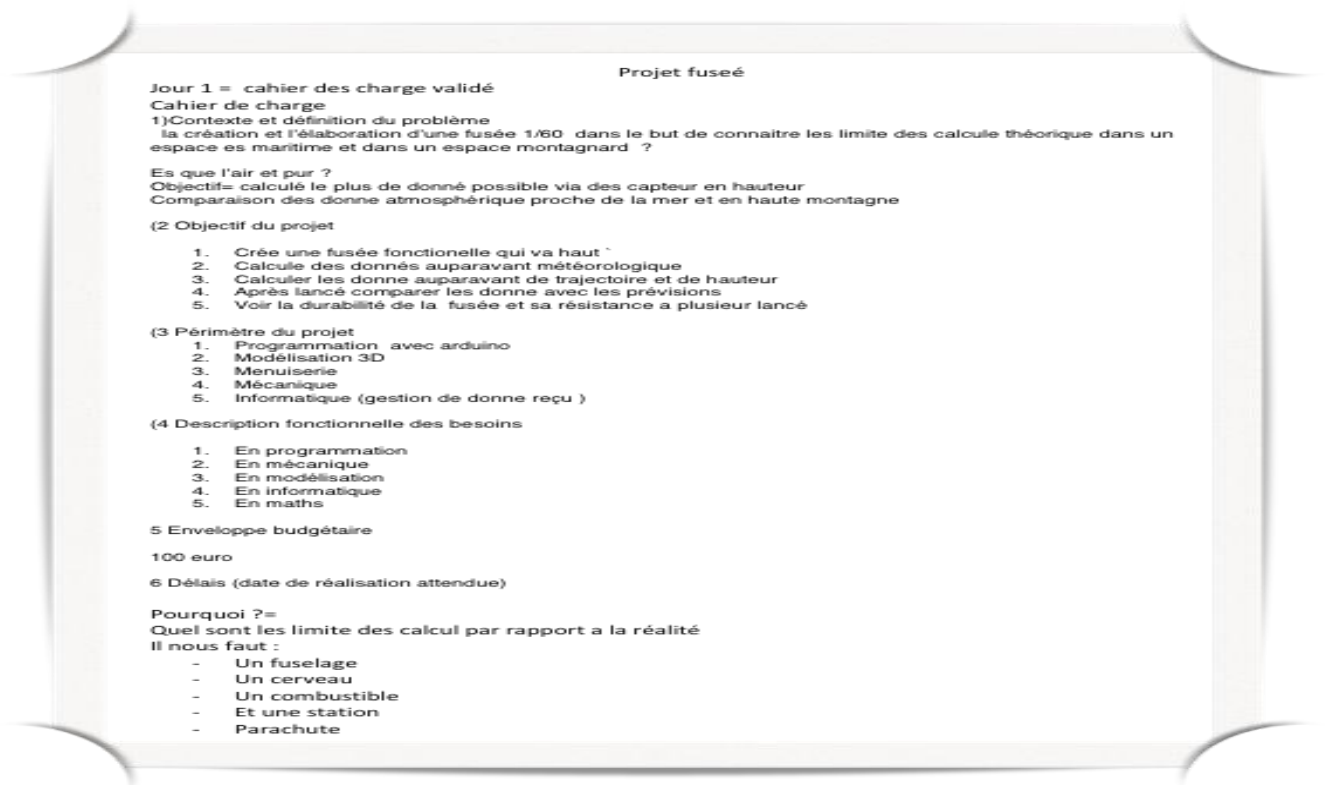 Projet fuseé
Jour 1 = cahier des charge validé
Cahier de charge
1)Contexte et définition du problème
la création et l'élaboration d'une fusée 1/60 dans le but de connaitre les limite des calcule théorique dans un
espace es maritime et dans un espace montagnard ?
Es que l'air et pur ?
Objectif= calculé le plus de donné possible via des capteur en hauteur
Comparaison des donne atmosphérique proche de la mer et en haute montagne
(2 Objectif du projet
1. Crée une fusée fonctionelle qui va haut `
2. Calcule des donnés auparavant météorologique
3. Calculer les donne auparavant de trajectoire et de hauteur
4. Après lancé comparer les donne avec les prévisions
5. Voir la durabilité de la fusée et sa résistance a plusieur lancé
(3 Périmètre du projet
1. Programmation avec arduino
2. Modélisation 3D
3. Menuiserie
4. Mécanique
5. Informatique (gestion de donne reçu )
(4 Description fonctionnelle des besoins
1. En programmation
2. En mécanique
3. En modélisation
4. En informatique
5. En maths
5 Enveloppe budgétaire
100 euro
6 Délais (date de réalisation attendue)
Pourquoi ?=
Quel sont les limite des calcul par rapport a la réalité
Il nous faut :
- Un fuselage
- Un cerveau
- Un combustible
- Et une station
- Parachute